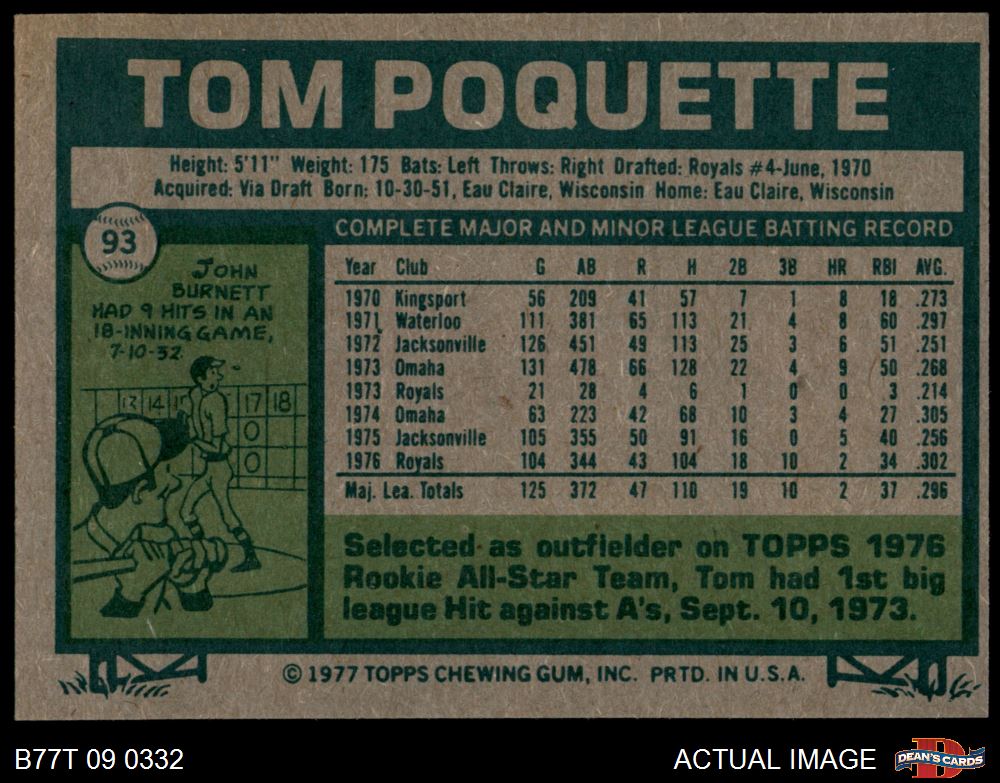 TOM POQUETTE
Height: 5'11" Weight: 175 Bats: Left Throws: Right Drafted: Royals #4-June, 1970
Acquired: Via Draft Born: 10-30-51, Eau Claire, Wisconsin Home: Eau Claire, Wisconsin
93
JOHN
BURNETT
HAD 9 HITS IN AN
18-INNING GAME,
7-10-32
13 14 15 17 18
0
0
COMPLETE MAJOR AND MINOR LEAGUE BATTING RECORD
Year Club G AB R H 2B 3B HR RBI AVG.
1970 Kingsport 56 209 41 57 7 1 8 18 .273
1971 Waterloo 111 381 65 113 21 4 8 60 .297
1972 Jacksonville 126 451 49 113 25 3 6 51 .251
1973 Omaha 131 478 66 128 22 4 9 50 .268
1973 Royals 21 28 4 6 1 0 0 3 .214
1974 Omaha 63 223 42 68 10 3 4 27 .305
1975 Jacksonville 105 355 50 91 16 0 5 40 .256
1976 Royals 104 344 43 104 18 10 2 34 .302
Maj. Lea. Totals 125 372 47 110 19 10 2 37 .296
Selected as outfielder on TOPPS 1976
Rookie All-Star Team, Tom had 1st big
league Hit against A's, Sept. 10, 1973.
© 1977 TOPPS CHEWING GUM, INC. PRTD. IN U.S.A.
B77T 09 0332
ACTUAL IMAGE
D
DEAN'S CARDS